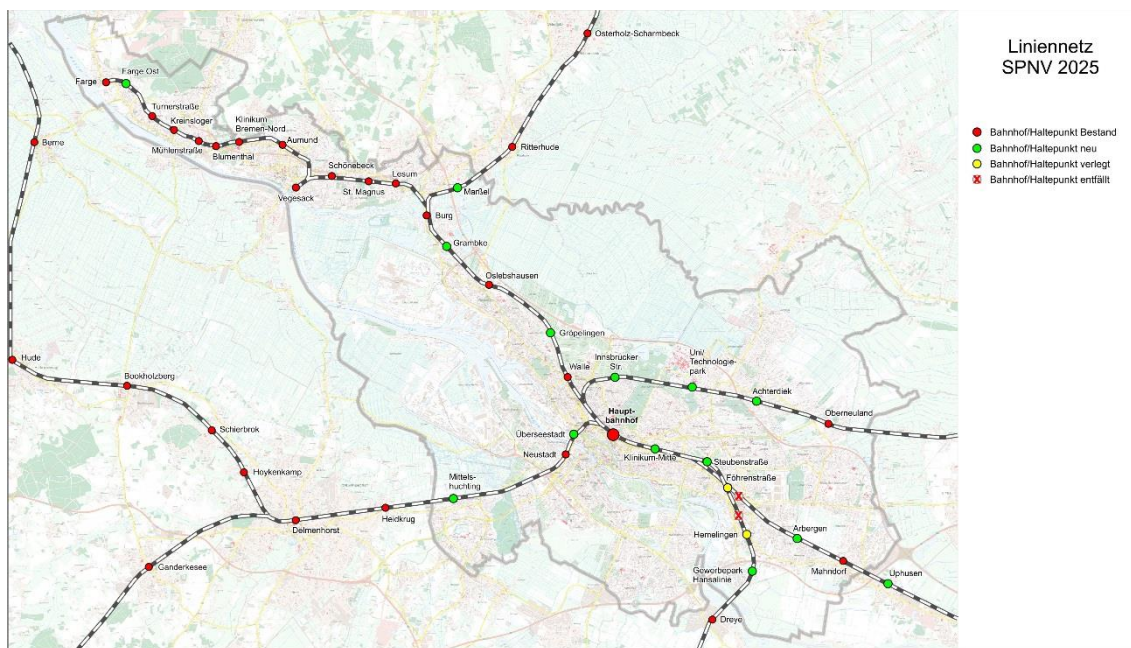 Liniennetz
SPNV 2025
Bahnhof/Haltepunkt Bestand
Bahnhof/Haltepunkt neu
Bahnhof/Haltepunkt verlegt
Bahnhof/Haltepunkt entfällt
Osterholz-Scharmbeck
Farge
Farge Ost
Turnerstraße
Kreinsloger
Mühlenstraße
Blumenthal
Klinikum
Bremen-Nord
Aumund
Berne
Ritterhude
Schönebeck
Lesum
St. Magnus
Vegesack
Marßel
Burg
Grambke
Oslebshausen
Gröpelingen
Hude
Bookholzberg
Walle
Innsbrucker
Str.
Uni/
Technologie-
park
Achterdiek
Oberneuland
Haupt-
bahnhof
Schierbrok
Überseestadt
Neustadt
Klinikum-Mitte
Steubenstraße
Föhrenstraße
Hoykenkamp
Mittels-
huchting
Heidkrug
Delmenhorst
Hemelingen
Arbergen
Mahndorf
Ganderkesee
Gewerbepark
Hansalinie
Uphusen
Dreye